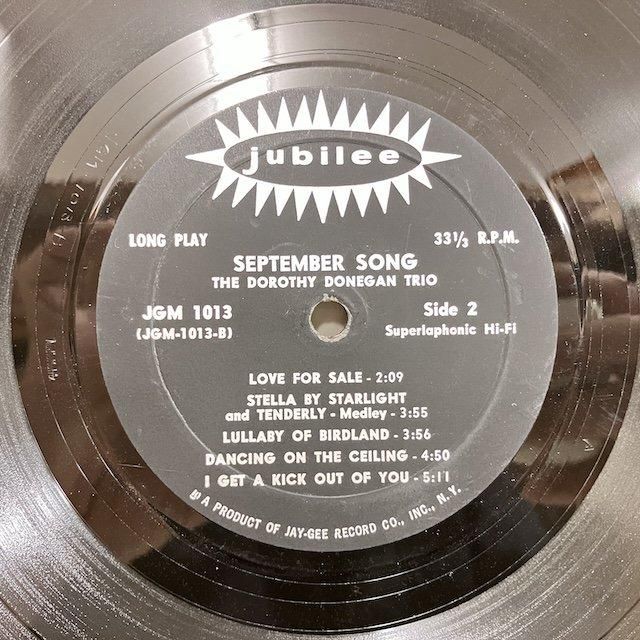 jubilee
LONG PLAY
33⅓ R.P.M.
SEPTEMBER SONG
THE DOROTHY DONEGAN TRIO
JGM 1013
(JGM-1013-B)
Side 2
Superlaphonic Hi-Fi
LOVE FOR SALE - 2:09
STELLA BY STARLIGHT
and TENDERLY - Medley - 3:55
LULLABY OF BIRDLAND - 3:56
DANCING ON THE CEILING - 4:50
I GET A KICK OUT OF YOU - 5:11
A PRODUCT OF JAY-GEE RECORD CO., INC., N.Y.